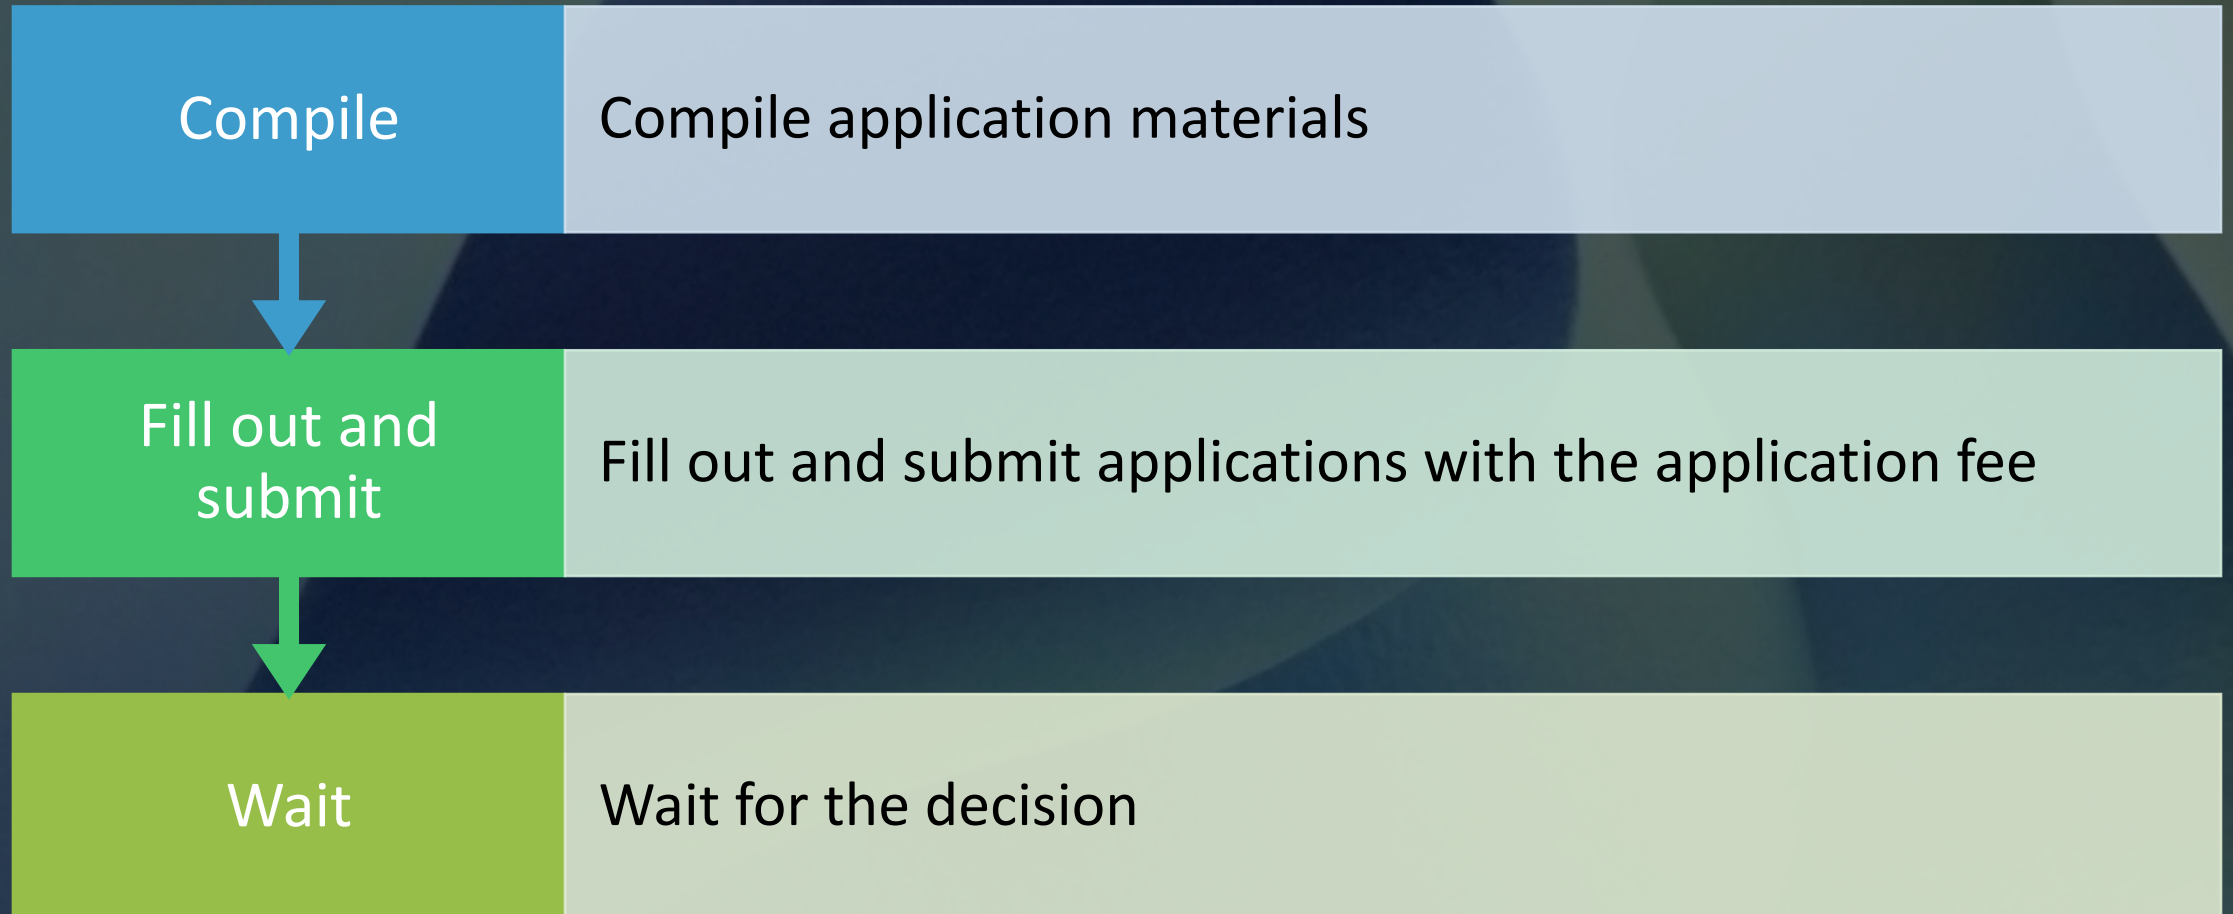 Compile
Compile application materials
Fill out and
submit
Fill out and submit applications with the application fee
Wait
Wait for the decision